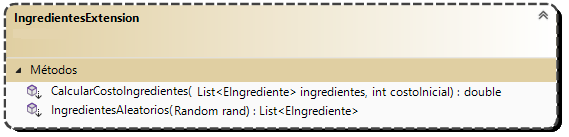 IngredientesExtension
Métodos
CalcularCostoIngredientes( List<EIngrediente> ingredientes, int costoInicial) : double
IngredientesAleatorios(Random rand) : List<EIngrediente>